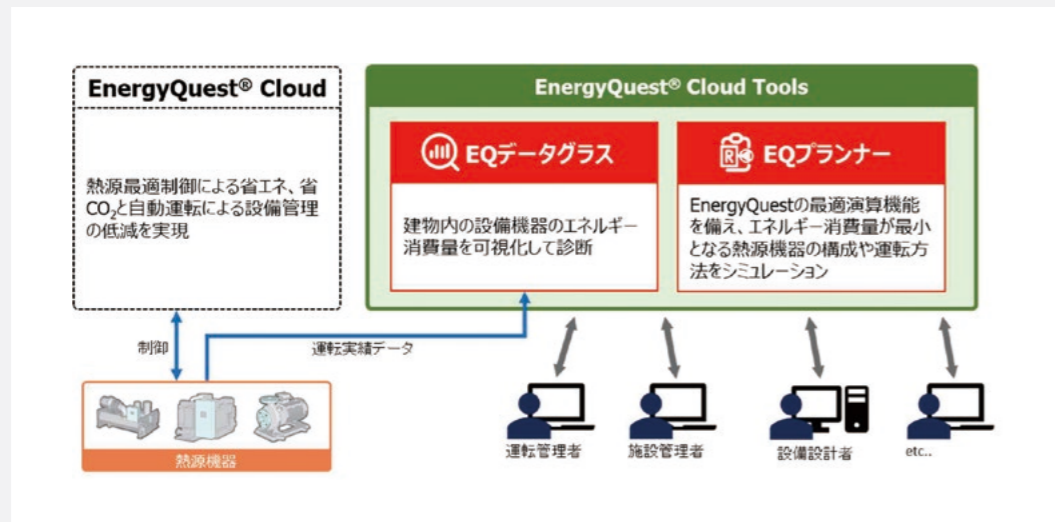 EnergyQuest® Cloud
熱源最適制御による省エネ、省
CO₂と自動運転による設備管理
の低減を実現
EnergyQuest® Cloud Tools
EQデータグラス
建物内の設備機器のエネルギー
消費量を可視化して診断
EQプランナー
EnergyQuestの最適演算機能
を備え、エネルギー消費量が最小
となる熱源機器の構成や運転方
法をシミュレーション
制御
運転実績データ
熱源機器
運転管理者
施設管理者
設備設計者
etc..